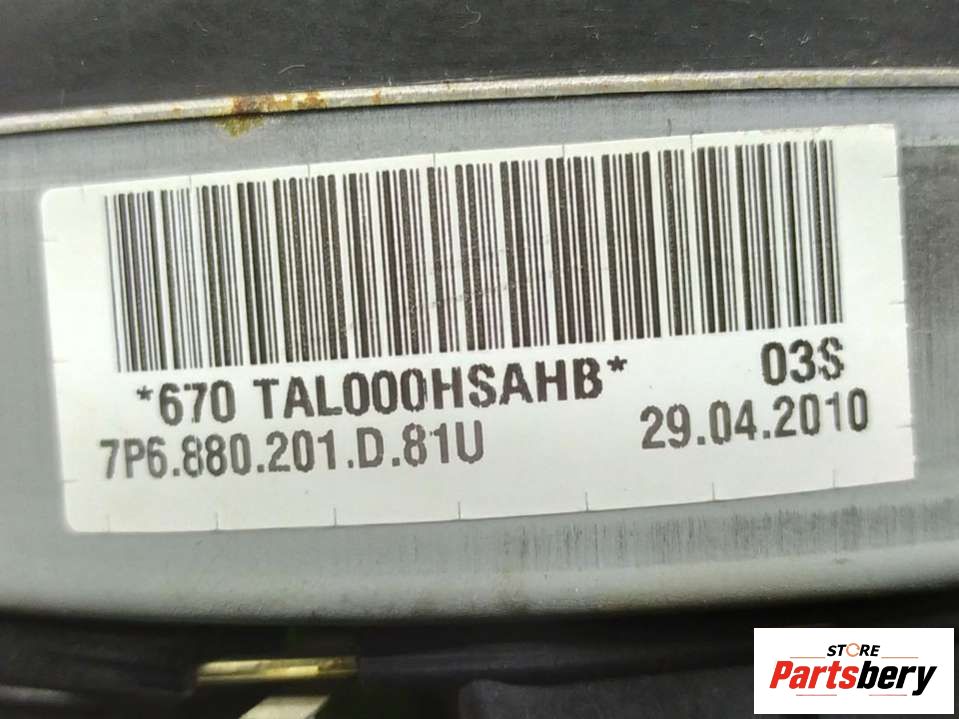 *670 TAL000HSAHB* 03S
7P6.880.201.D.81U 29.04.2010
STORE
Partsbery